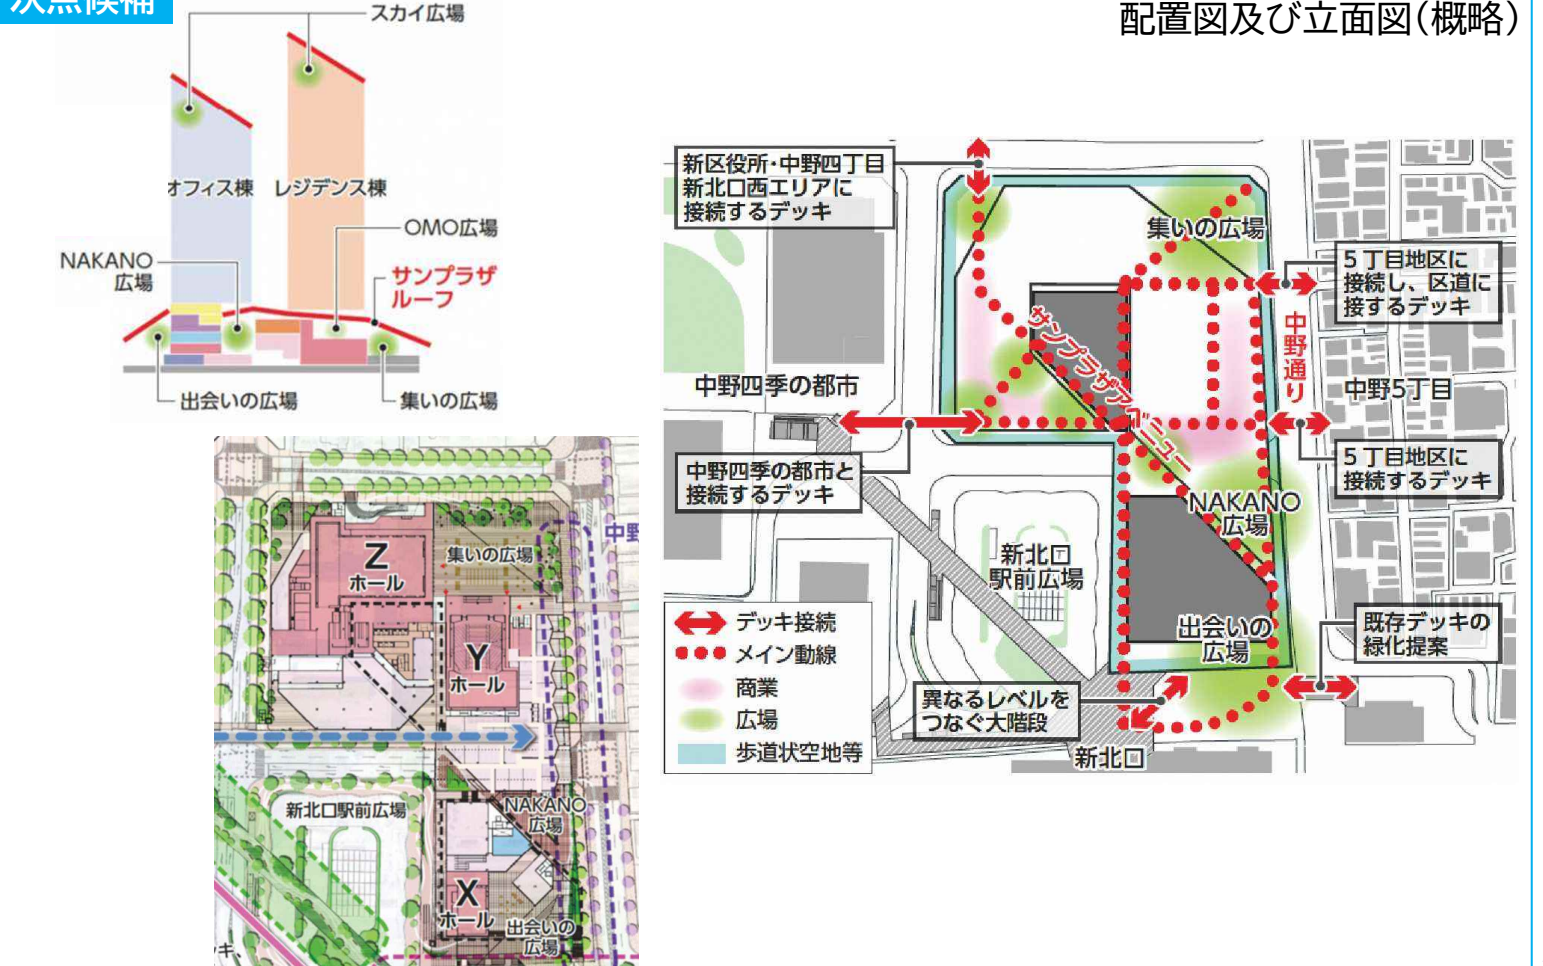 次点候補
配置図及び立面図（概略）
スカイ広場
オフィス棟
レジデンス棟
OMO広場
NAKANO
広場
サンプラザ
ルーフ
出会いの広場
集いの広場
新区役所・中野四丁目
新北口西エリアに
接続するデッキ
集いの広場
5丁目地区に
接続し、区道に
接するデッキ
サンプラザアベニュー
中野通り
中野四季の都市
中野5丁目
中野四季の都市と
接続するデッキ
5丁目地区に
接続するデッキ
NAKANO
広場
新北口
駅前広場
出会いの
広場
既存デッキの
緑化提案
デッキ接続
メイン動線
商業
広場
歩道状空地等
異なるレベルを
つなぐ大階段
新北口
中野
Z
ホール
集いの広場
Y
ホール
新北口駅前広場
NAKANO
広場
X
ホール
出会いの
広場
キ、